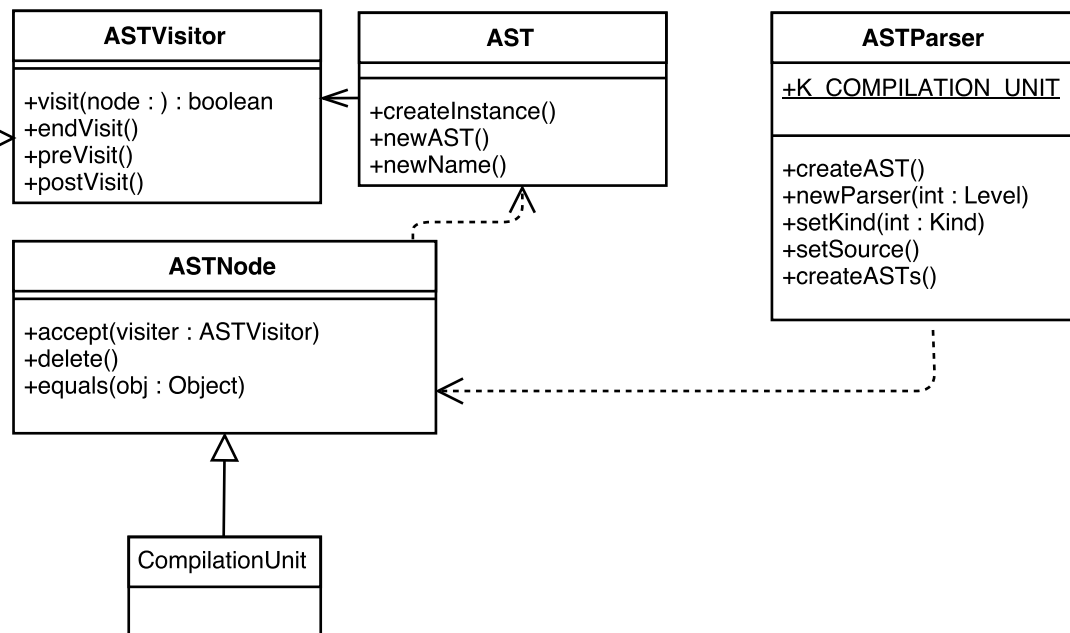 ASTVisitor
+visit(node : ) : boolean
+endVisit()
+preVisit()
+postVisit()
AST
+createInstance()
+newAST()
+newName()
ASTParser
+K_COMPILATION_UNIT
+createAST()
+newParser(int : Level)
+setKind(int : Kind)
+setSource()
+createASTs()
ASTNode
+accept(visiter : ASTVisitor)
+delete()
+equals(obj : Object)
CompilationUnit